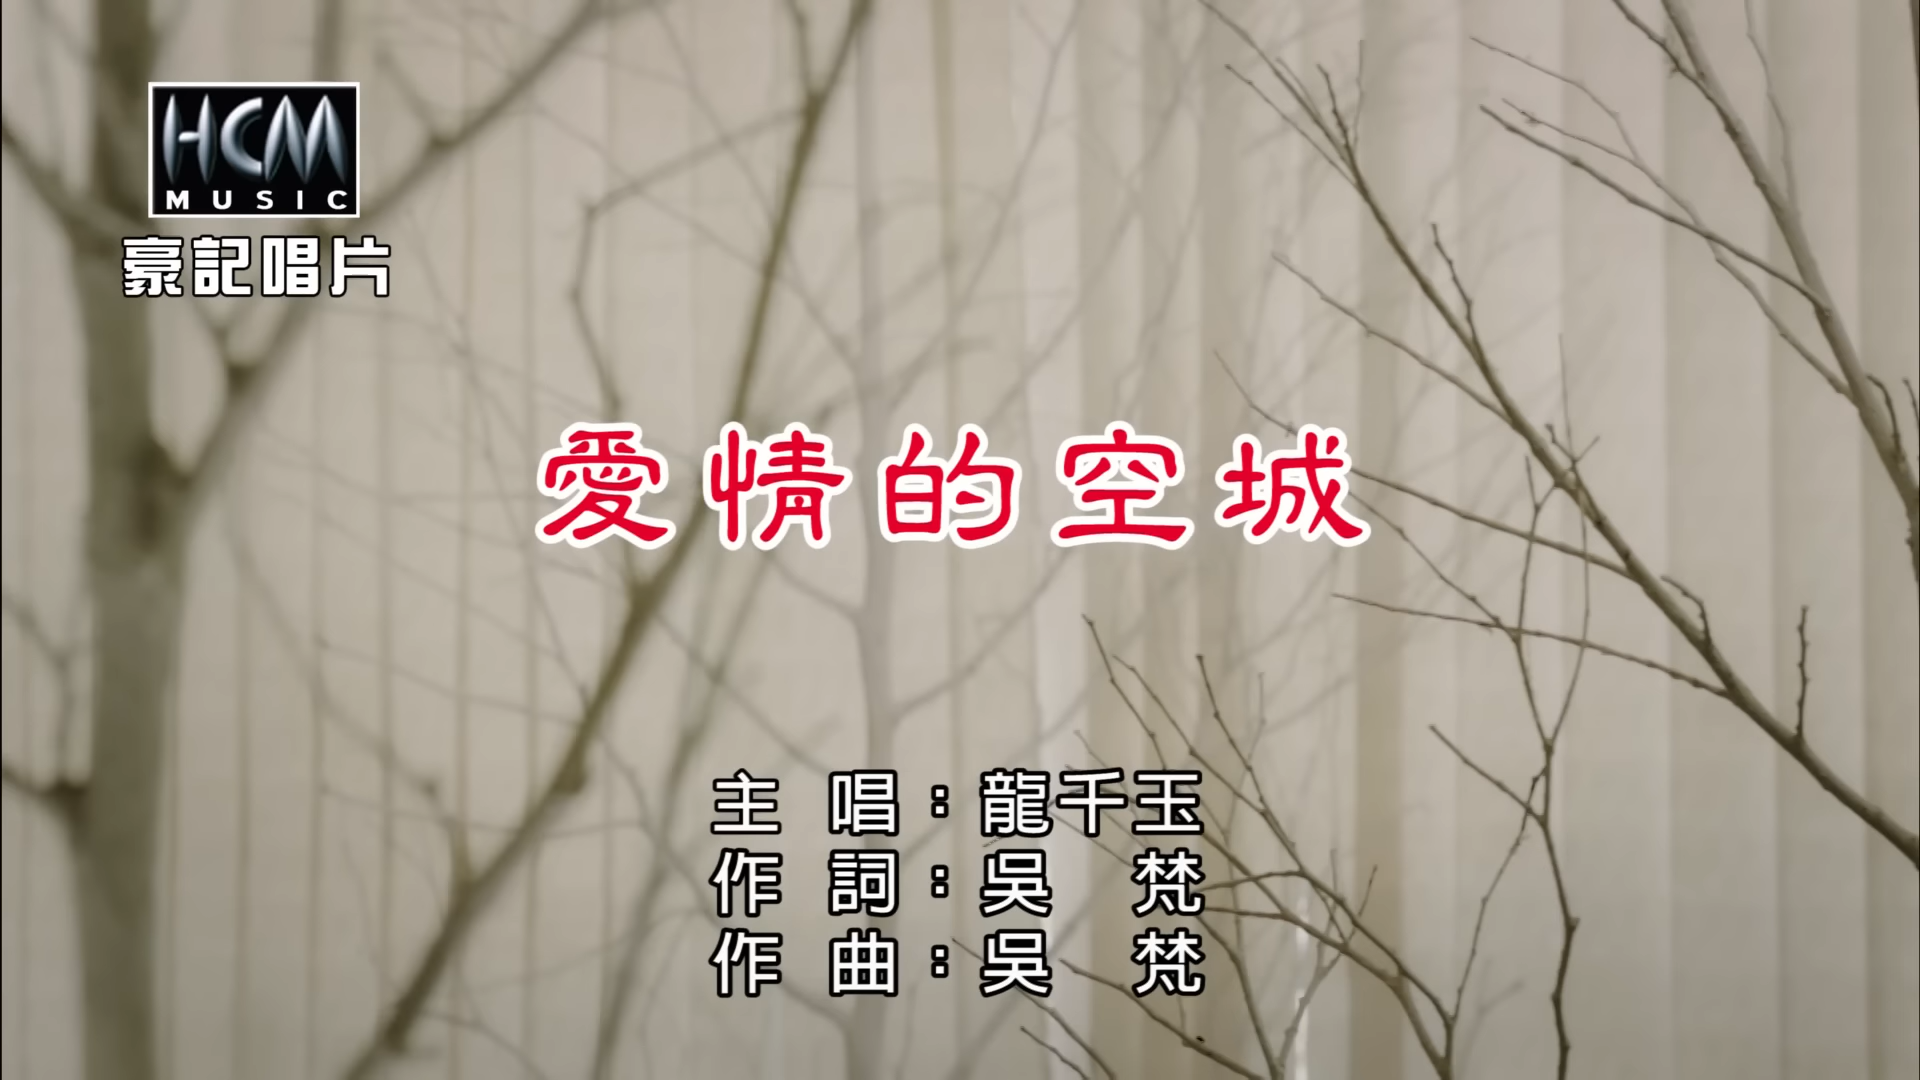 HCM
MUSIC
豪記唱片
愛情的空城
主 唱：龍千玉
作 詞：吳 梵
作 曲：吳 梵